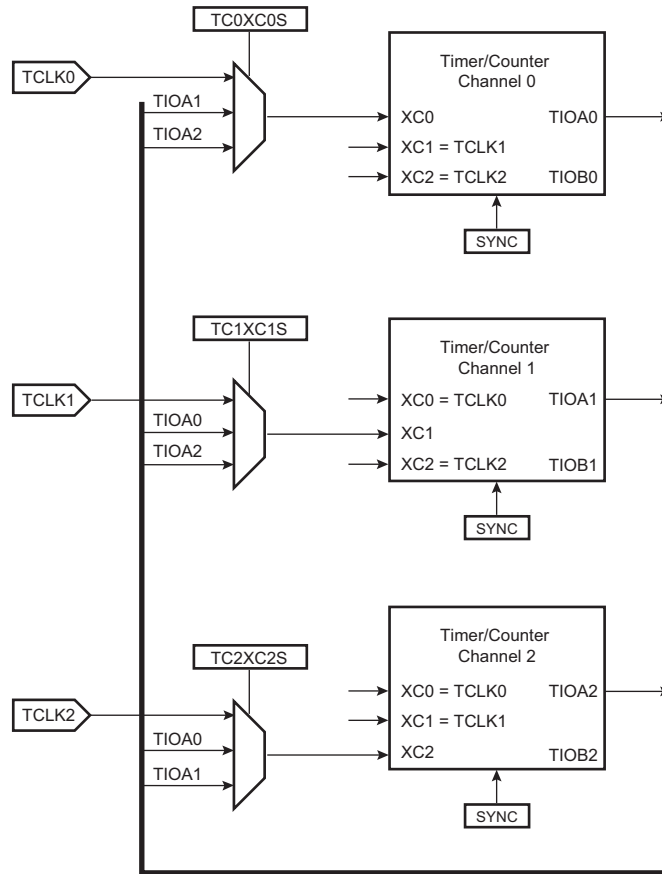 TC0XC0S
TCLK0
TIOA1
TIOA2
Timer/Counter
Channel 0
XC0
TIOA0
XC1 = TCLK1
XC2 = TCLK2
TIOB0
SYNC
TC1XC1S
TCLK1
TIOA0
TIOA2
Timer/Counter
Channel 1
XC0 = TCLK0
TIOA1
XC1
XC2 = TCLK2
TIOB1
SYNC
TC2XC2S
TCLK2
TIOA0
TIOA1
Timer/Counter
Channel 2
XC0 = TCLK0
TIOA2
XC1 = TCLK1
XC2
TIOB2
SYNC